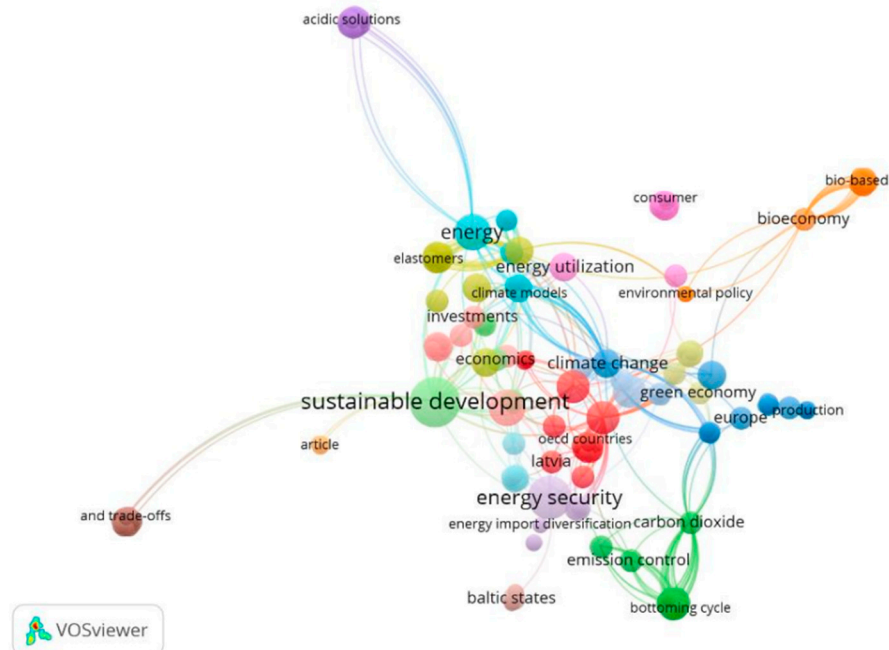 acidic solutions
bio-based
consumer
bioeconomy
energy
elastomers
energy utilization
climate models
environmental policy
investments
economics
climate change
sustainable development
green economy
europe
production
article
oecd countries
latvia
energy security
and trade-offs
energy import diversification
carbon dioxide
emission control
baltic states
bottoming cycle
VOSviewer